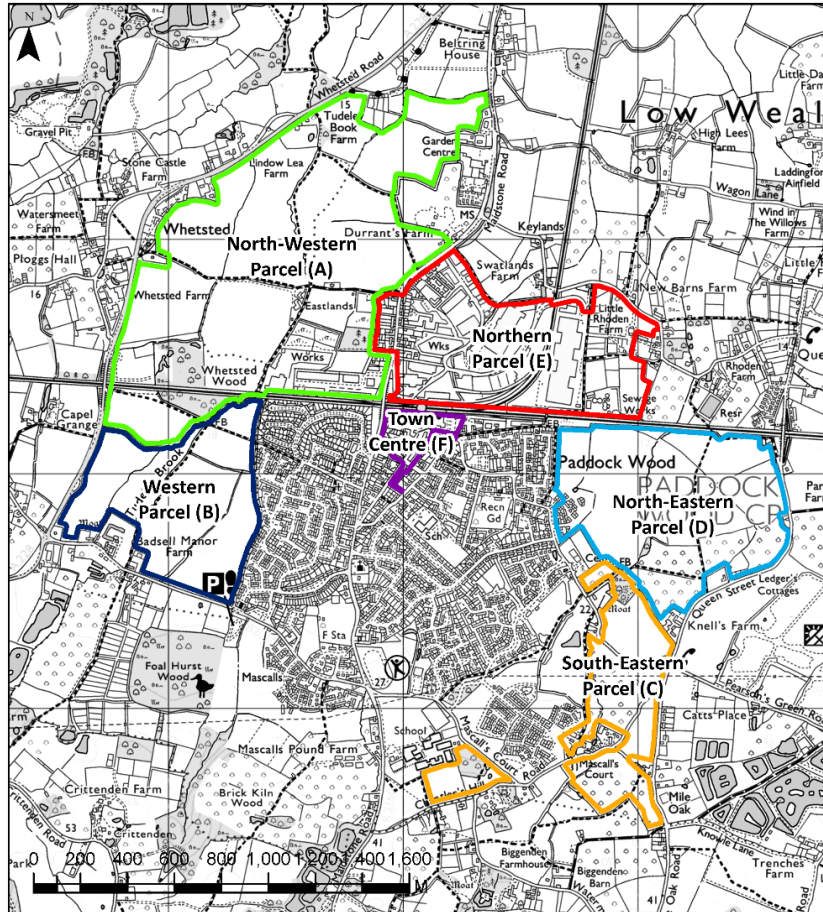 N
Beltring
House
Whetsted Road
15
Tudeley
Book
Farm
Low Weal
Gravel Pit
FB
Stone Castle
Farm
Lindow Lea
Farm
Garden
Centre
High Lees
Farm
Laddingford
Airfield
Wagon Lane
Watersmeet
Farm
Whetsted
MS
Maidstone Road
Keylands
Wind in
The Willows
Farm
Durrant's Farm
North-Western
Parcel (A)
Ploggs Hall
Swatlands
Farm
16
Whetsted Farm
Eastlands
New Barns Farm
Little
Rhoden
Farm
Northern
Parcel (E)
Wks
Works
Rhoden
Farm
14
Whetsted
Wood
Sewage
Works
Resr
Capel
Grange
FB
Town
Centre (F)
Paddock Wood
PADDOCK
WOOD CP
North-Eastern
Parcel (D)
Western
Parcel (B)
Recn
Gd
Sch
Moat
Badsell Manor
Farm
P
FB
22
Moat
Queen Street
Ledger's
Cottages
Knell's Farm
F Sta
Foal Hurst
Wood
Mascalls
27
South-Eastern
Parcel (C)
Pearson's Green Road
Catts Place
School
Mascall's Court Road
Mascalls Pound Farm
31
Mascall's
Court
Crittenden Farm
Brick Kiln
Wood
Mile
Oak
Crittenden Road
53
Crittenden
41
Knowle Lane
Park
Biggenden
Farmhouse
Trenches
Farm
Moat
Biggenden
Barn
41
Oak Road
0 200 400 600 800 1,000 1,200 1,400 1,600
M